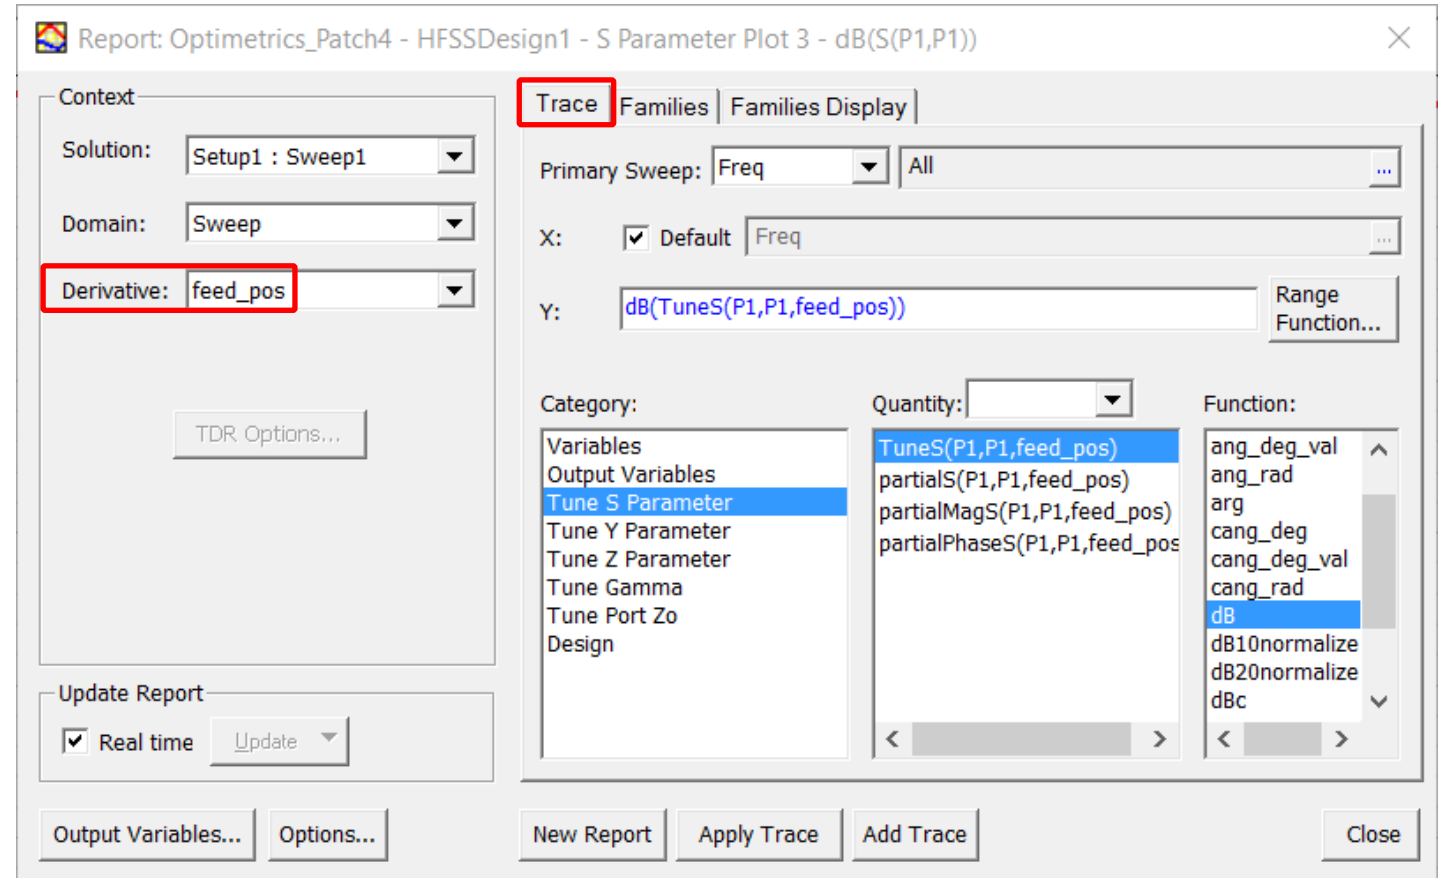 Report: Optimetrics_Patch4 - HFSSDesign1 - S Parameter Plot 3 - dB(S(P1,P1))
Context
Solution: Setup1 : Sweep1
Domain: Sweep
Derivative: feed_pos
TDR Options...
Update Report
Real time Update
Output Variables... Options...
Trace Families Families Display
Primary Sweep: Freq All ...
X: Default Freq ...
Y: dB(TuneS(P1,P1,feed_pos)) Range Function...
Category:
Variables
Output Variables
Tune S Parameter
Tune Y Parameter
Tune Z Parameter
Tune Gamma
Tune Port Zo
Design
Quantity:
TuneS(P1,P1,feed_pos)
partialS(P1,P1,feed_pos)
partialMagS(P1,P1,feed_pos)
partialPhaseS(P1,P1,feed_pos
Function:
ang_deg_val
ang_rad
arg
cang_deg
cang_deg_val
cang_rad
dB
dB10normalize
dB20normalize
dBc
New Report Apply Trace Add Trace Close